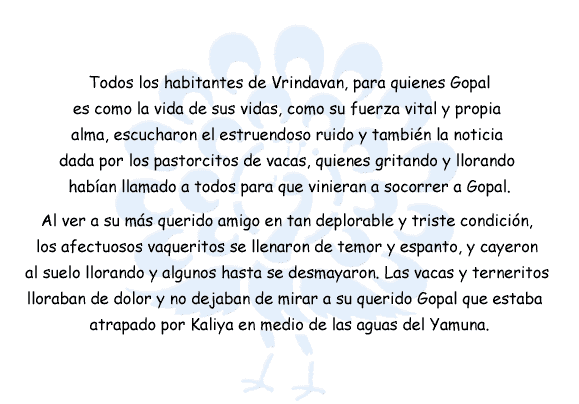 Todos los habitantes de Vrindavan, para quienes Gopal
es como la vida de sus vidas, como su fuerza vital y propia
alma, escucharon el estruendoso ruido y también la noticia
dada por los pastorcitos de vacas, quienes gritando y llorando
habían llamado a todos para que vinieran a socorrer a Gopal.
Al ver a su más querido amigo en tan deplorable y triste condición,
los afectuosos vaqueritos se llenaron de temor y espanto, y cayeron
al suelo llorando y algunos hasta se desmayaron. Las vacas y terneritos
lloraban de dolor y no dejaban de mirar a su querido Gopal que estaba
atrapado por Kaliya en medio de las aguas del Yamuna.